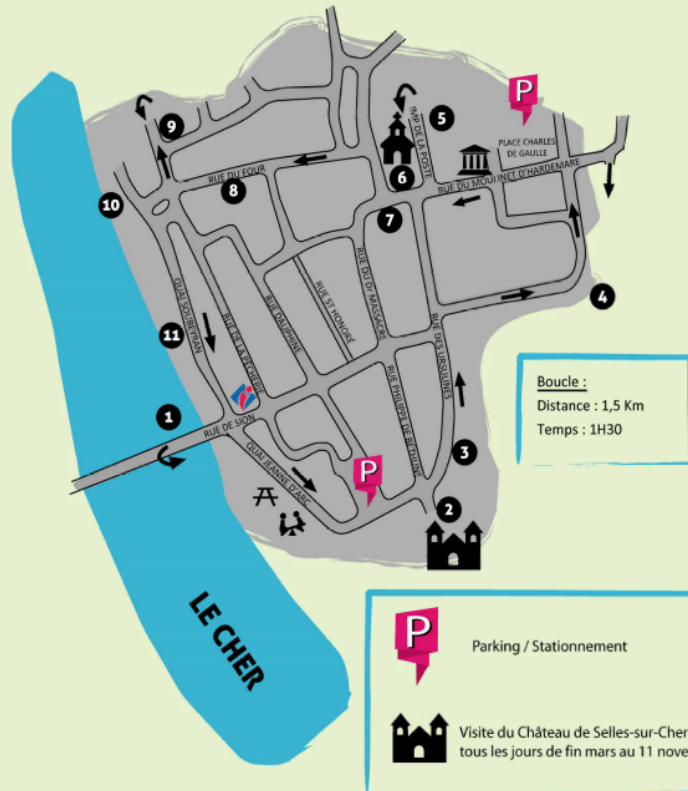 P
5
IMP DE LA POSTE
9
PLACE CHARLES
DE GAULLE
6
RUE DU FOUR
8
RUE DU MOULINET D'HARDEMARE
10
7
4
QUAI SOUBEYRAN
RUE DE LA PÊCHERIE
RUE DAUPHINE
RUE ST HONORÉ
RUE DU Dr MASSACRE
RUE DES URSULINES
11
1
RUE DE SION
RUE PHILIPPE DE BÉTHUNE
QUAI JEANNE D'ARC
P
3
2
Boucle :
Distance : 1,5 Km
Temps : 1H30
LE CHER
P
Parking / Stationnement
Visite du Château de Selles-sur-Cher
tous les jours de fin mars au 11 nove